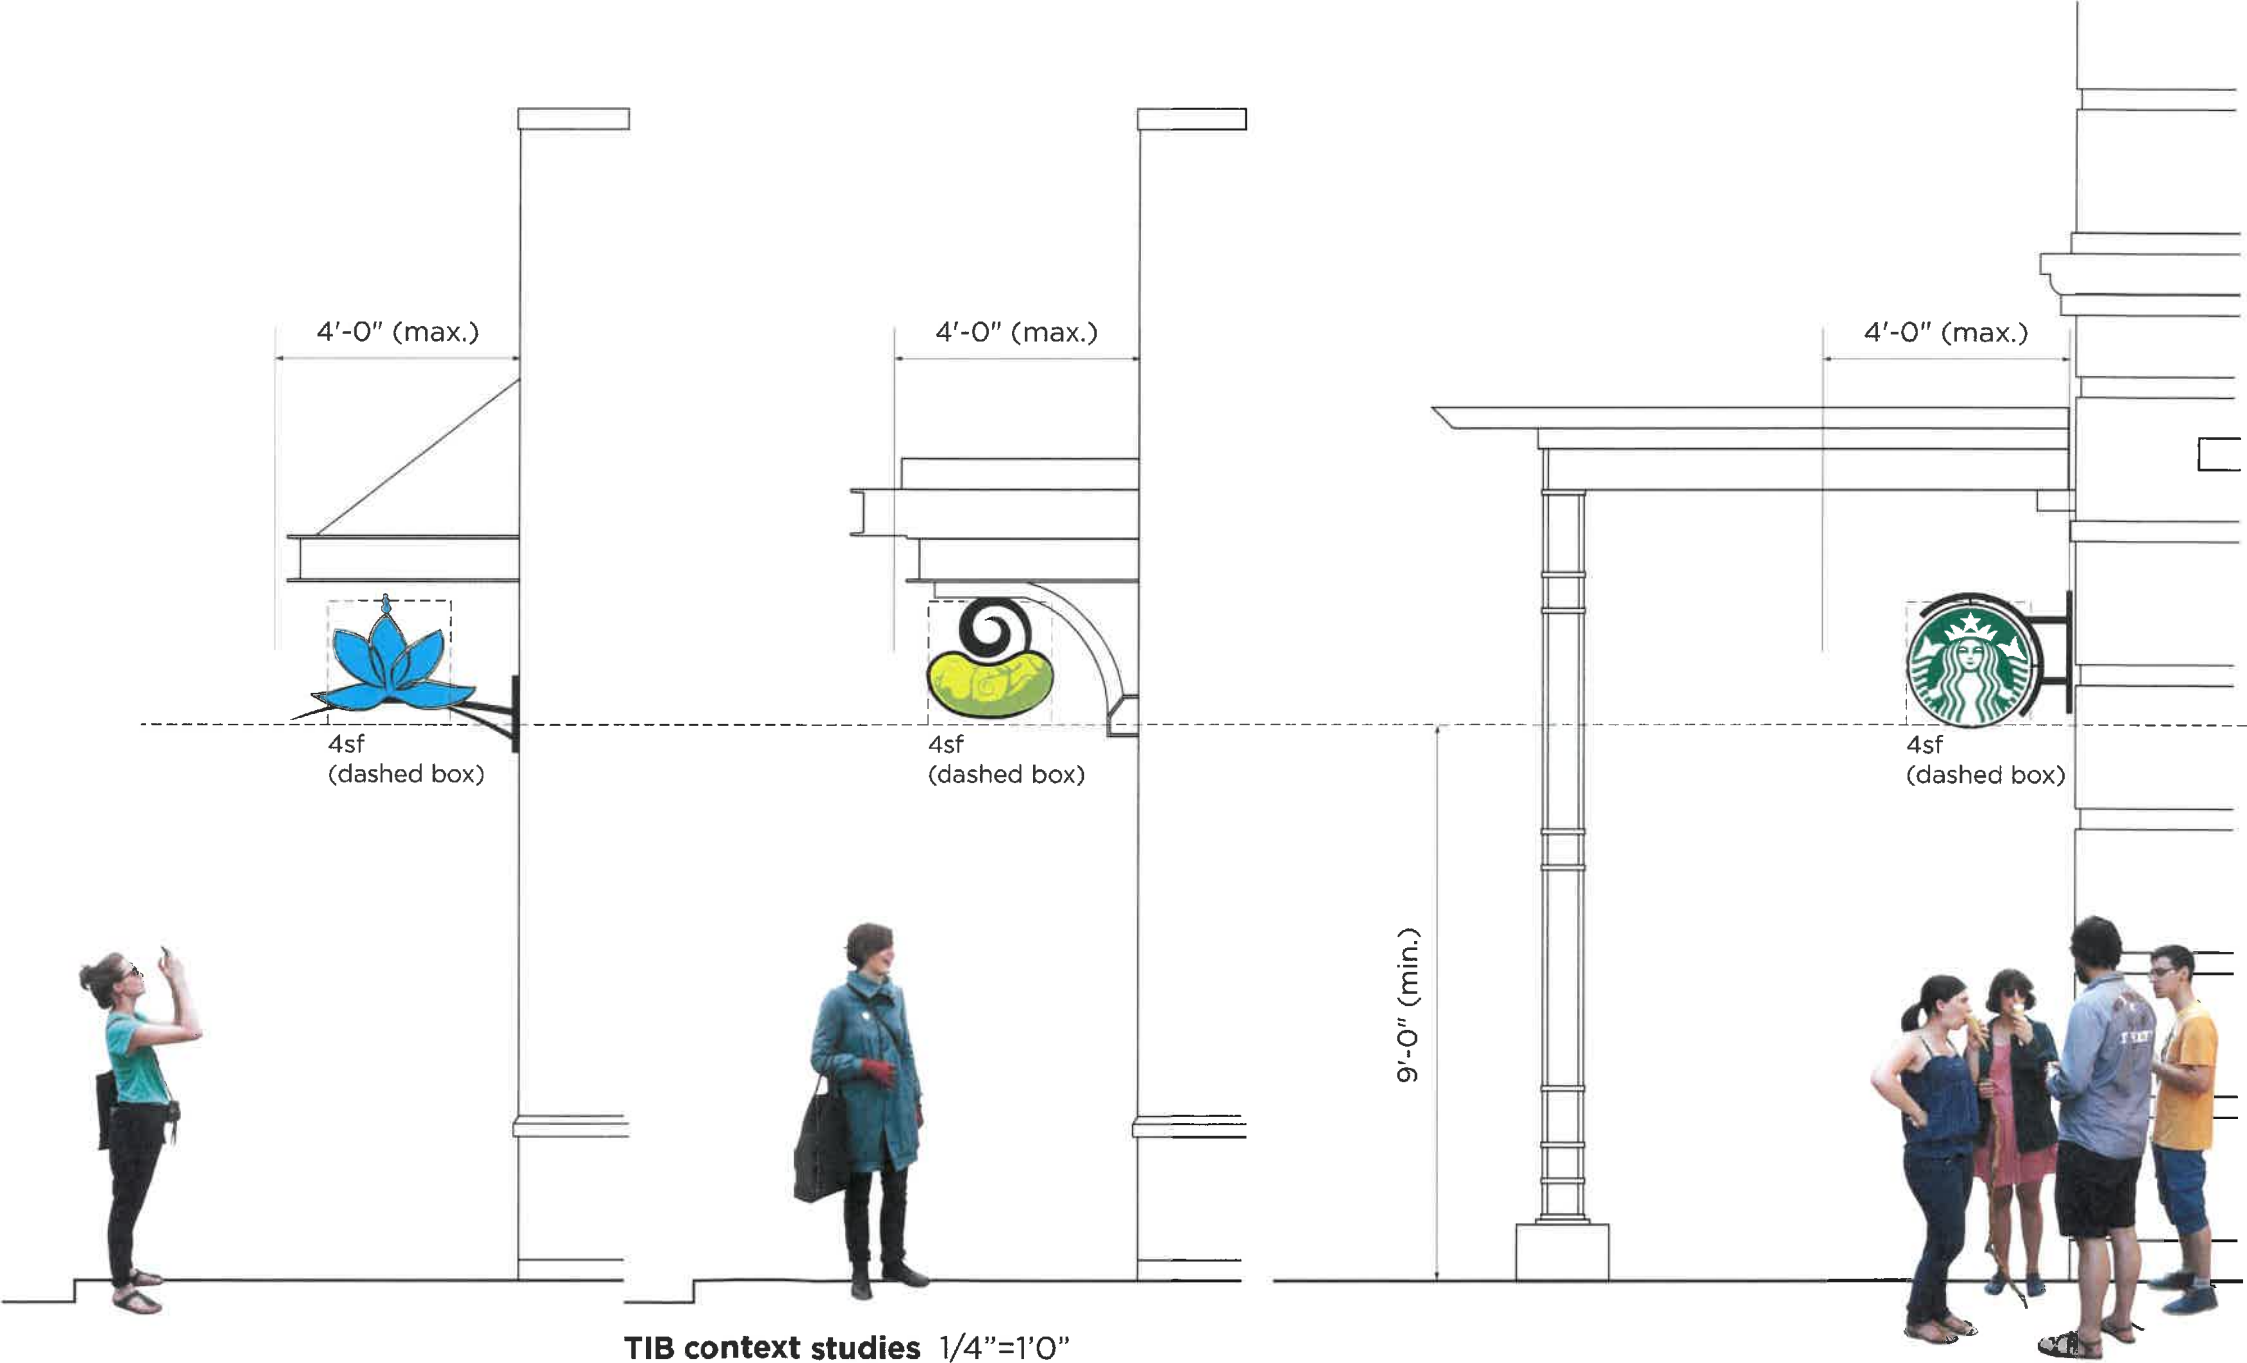 4'-0" (max.)
4'-0" (max.)
4'-0" (max.)
4sf
(dashed box)
4sf
(dashed box)
4sf
(dashed box)
9'-0" (min.)
TIB context studies 1/4”=1'0”